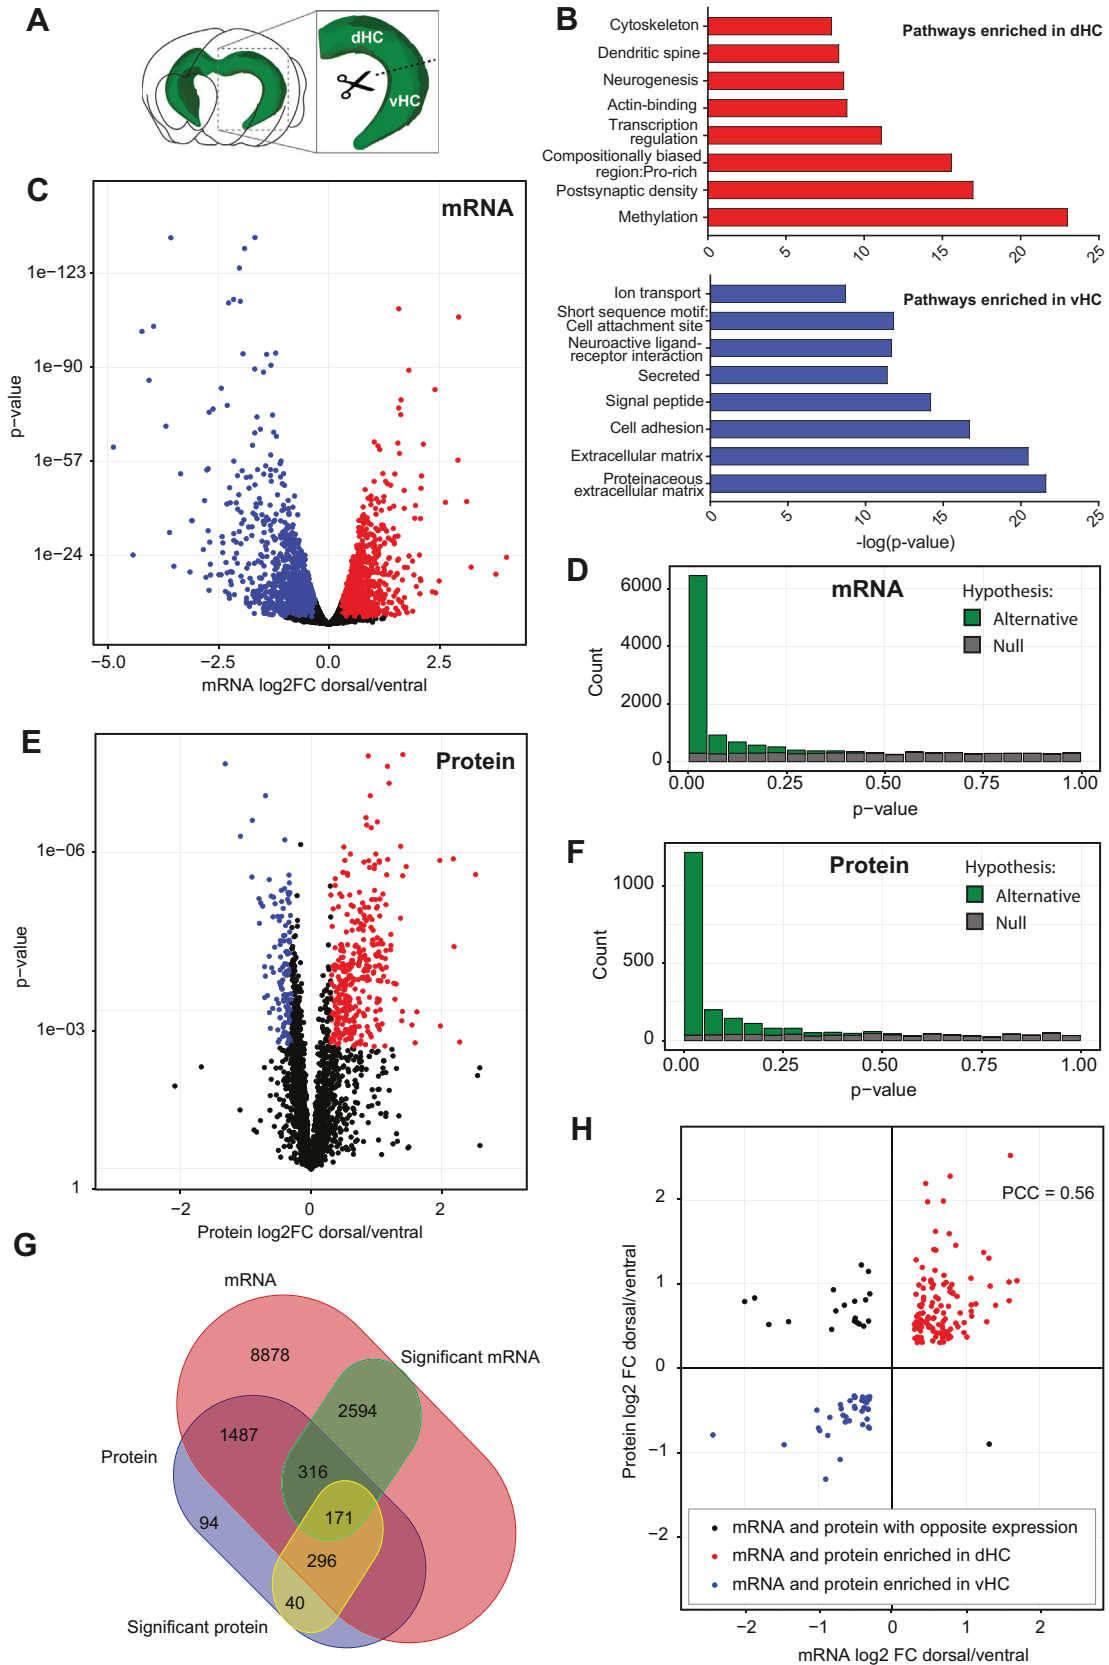 A
dHC
vHC
B
Pathways enriched in dHC
Cytoskeleton
Dendritic spine
Neurogenesis
Actin-binding
Transcription
regulation
Compositionally biased
region:Pro-rich
Postsynaptic density
Methylation
0
5
10
15
20
25
Pathways enriched in vHC
Ion transport
Short sequence motif:
Cell attachment site
Neuroactive ligand-
receptor interaction
Secreted
Signal peptide
Cell adhesion
Extracellular matrix
Proteinaceous
extracellular matrix
0
5
10
15
20
25
-log(p-value)
C
mRNA
p−value
1e−123
1e−90
1e−57
1e−24
−5.0
−2.5
0.0
2.5
mRNA log2FC dorsal/ventral
D
mRNA
Hypothesis:
Alternative
Null
Count
6000
4000
2000
0
0.00
0.25
0.50
0.75
1.00
p−value
E
Protein
p−value
1e−06
1e−03
1
−2
0
2
Protein log2FC dorsal/ventral
F
Protein
Hypothesis:
Alternative
Null
Count
1000
500
0
0.00
0.25
0.50
0.75
1.00
p−value
G
mRNA
8878
Significant mRNA
2594
1487
Protein
316
171
94
296
40
Significant protein
H
PCC = 0.56
Protein log2 FC dorsal/ventral
2
1
0
−1
−2
mRNA and protein with opposite expression
mRNA and protein enriched in dHC
mRNA and protein enriched in vHC
−2
−1
0
1
2
mRNA log2 FC dorsal/ventral